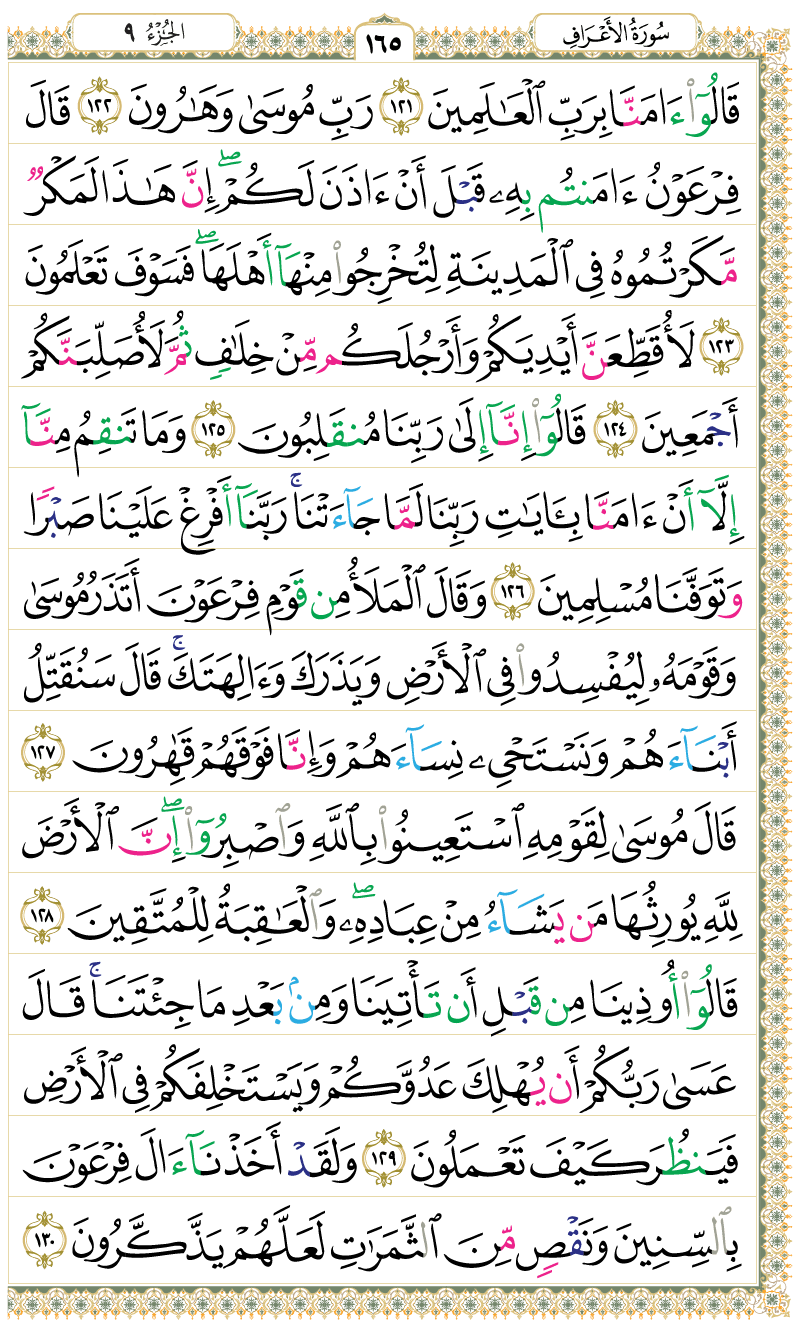 سُورَةُ الأَعْرَافِ
١٦٥
الجُزْءُ ٩
قَالُوٓا۟ ءَامَنَّا بِرَبِّ ٱلْعَـٰلَمِينَ ١٢١ رَبِّ مُوسَىٰ وَهَـٰرُونَ ١٢٢ قَالَ
فِرْعَوْنُ ءَامَنتُم بِهِۦ قَبْلَ أَنْ ءَاذَنَ لَكُمْ ۖ إِنَّ هَـٰذَا لَمَكْرٌ
مَّكَرْتُمُوهُ فِى ٱلْمَدِينَةِ لِتُخْرِجُوا۟ مِنْهَآ أَهْلَهَا ۖ فَسَوْفَ تَعْلَمُونَ
١٢٣ لَأُقَطِّعَنَّ أَيْدِيَكُمْ وَأَرْجُلَكُم مِّنْ خِلَـٰفٍ ثُمَّ لَأُصَلِّبَنَّكُمْ
أَجْمَعِينَ ١٢٤ قَالُوٓا۟ إِنَّآ إِلَىٰ رَبِّنَا مُنقَلِبُونَ ١٢٥ وَمَا تَنقِمُ مِنَّآ
إِلَّآ أَنْ ءَامَنَّا بِـَٔايَـٰتِ رَبِّنَا لَمَّا جَآءَتْنَا ۚ رَبَّنَآ أَفْرِغْ عَلَيْنَا صَبْرًا
وَتَوَفَّنَا مُسْلِمِينَ ١٢٦ وَقَالَ ٱلْمَلَأُ مِن قَوْمِ فِرْعَوْنَ أَتَذَرُ مُوسَىٰ
وَقَوْمَهُۥ لِيُفْسِدُوا۟ فِى ٱلْأَرْضِ وَيَذَرَكَ وَءَالِهَتَكَ ۚ قَالَ سَنُقَتِّلُ
أَبْنَآءَهُمْ وَنَسْتَحْىِۦ نِسَآءَهُمْ وَإِنَّا فَوْقَهُمْ قَـٰهِرُونَ ١٢٧
قَالَ مُوسَىٰ لِقَوْمِهِ ٱسْتَعِينُوا۟ بِٱللَّهِ وَٱصْبِرُوٓا۟ ۖ إِنَّ ٱلْأَرْضَ
لِلَّهِ يُورِثُهَا مَن يَشَآءُ مِنْ عِبَادِهِۦ ۖ وَٱلْعَـٰقِبَةُ لِلْمُتَّقِينَ ١٢٨
قَالُوٓا۟ أُوذِينَا مِن قَبْلِ أَن تَأْتِيَنَا وَمِنۢ بَعْدِ مَا جِئْتَنَا ۚ قَالَ
عَسَىٰ رَبُّكُمْ أَن يُهْلِكَ عَدُوَّكُمْ وَيَسْتَخْلِفَكُمْ فِى ٱلْأَرْضِ
فَيَنظُرَ كَيْفَ تَعْمَلُونَ ١٢٩ وَلَقَدْ أَخَذْنَآ ءَالَ فِرْعَوْنَ
بِٱلسِّنِينَ وَنَقْصٍ مِّنَ ٱلثَّمَرَٰتِ لَعَلَّهُمْ يَذَّكَّرُونَ ١٣٠